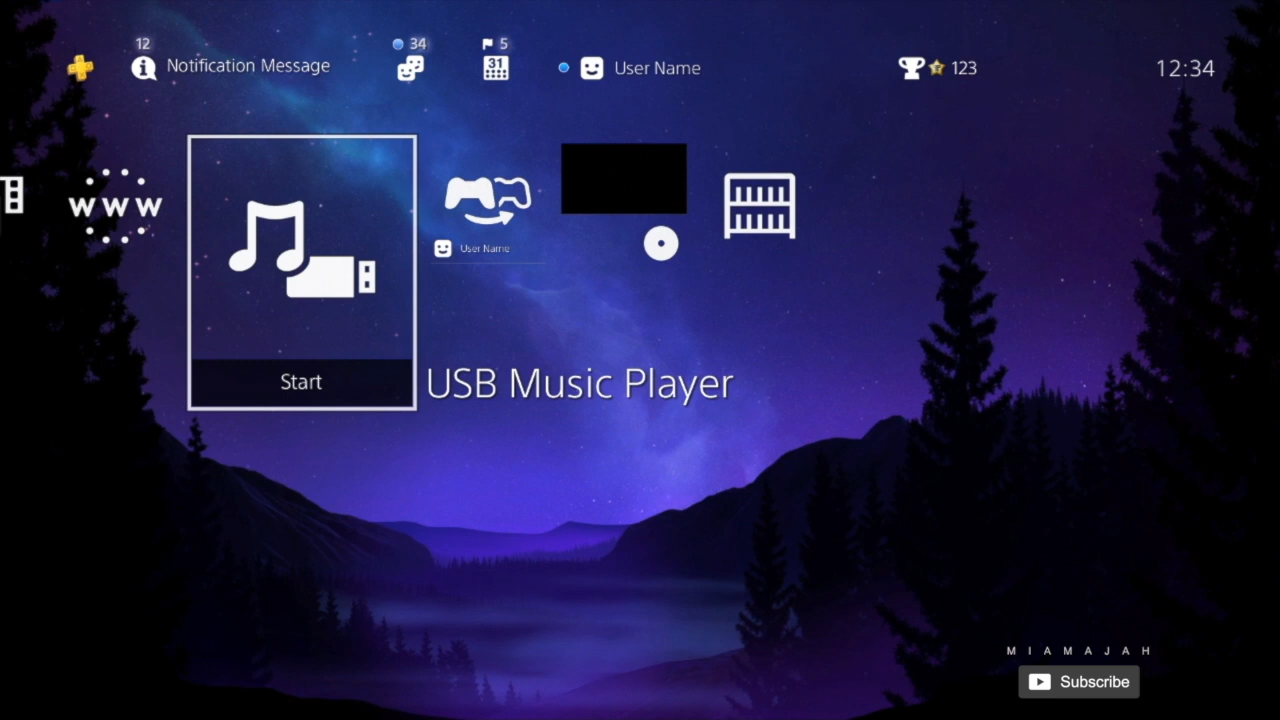 12
34
5
Notification Message
31
User Name
123
12:34
www
User Name
Start
USB Music Player
MIAMAJAH
Subscribe